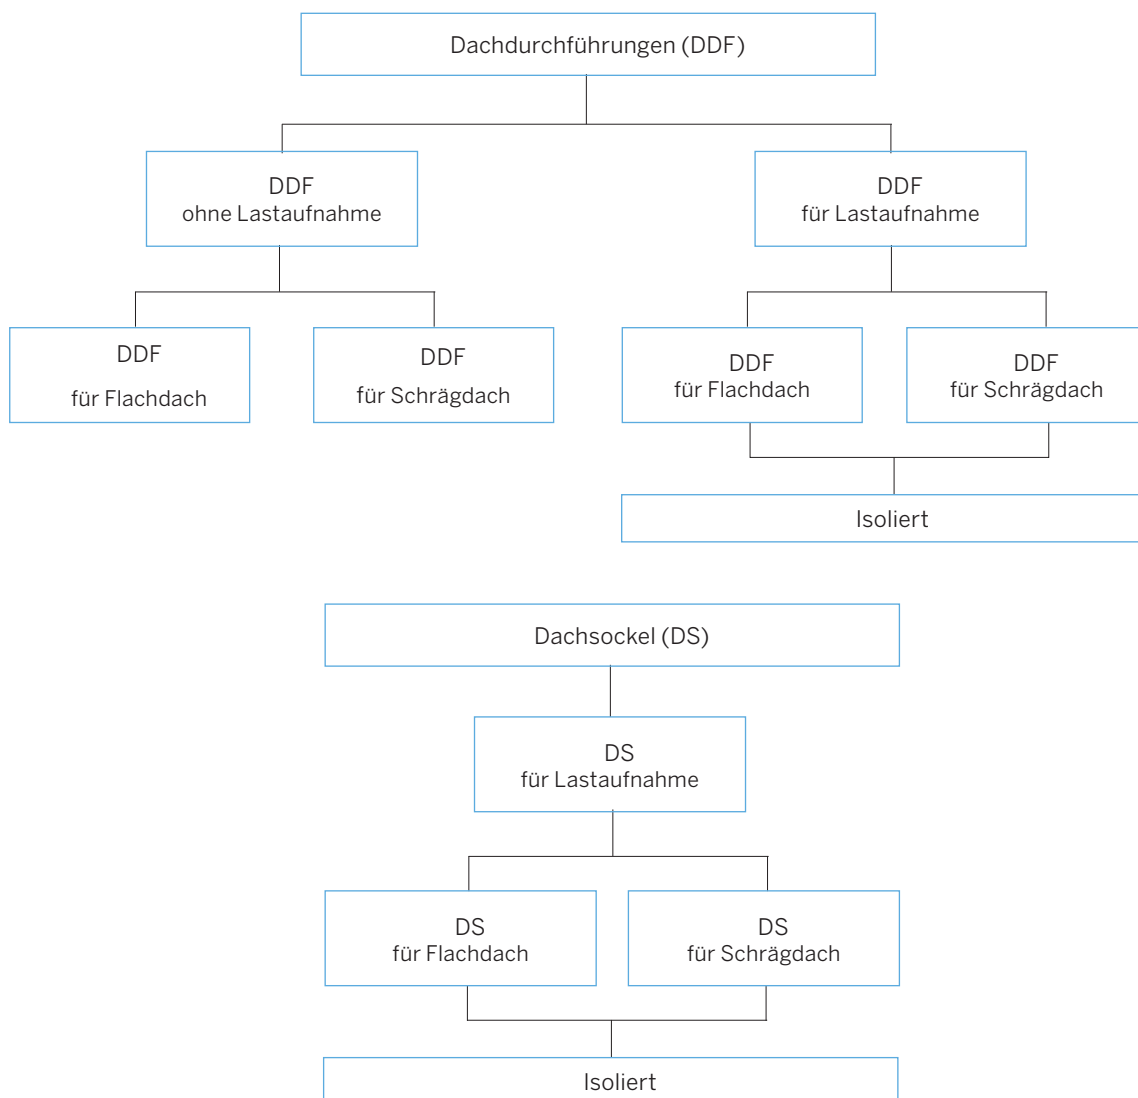 Dachdurchführungen (DDF)
DDF
ohne Lastaufnahme
DDF
für Lastaufnahme
DDF
für Flachdach
DDF
für Schrägdach
DDF
für Flachdach
DDF
für Schrägdach
Isoliert
Dachsockel (DS)
DS
für Lastaufnahme
DS
für Flachdach
DS
für Schrägdach
Isoliert